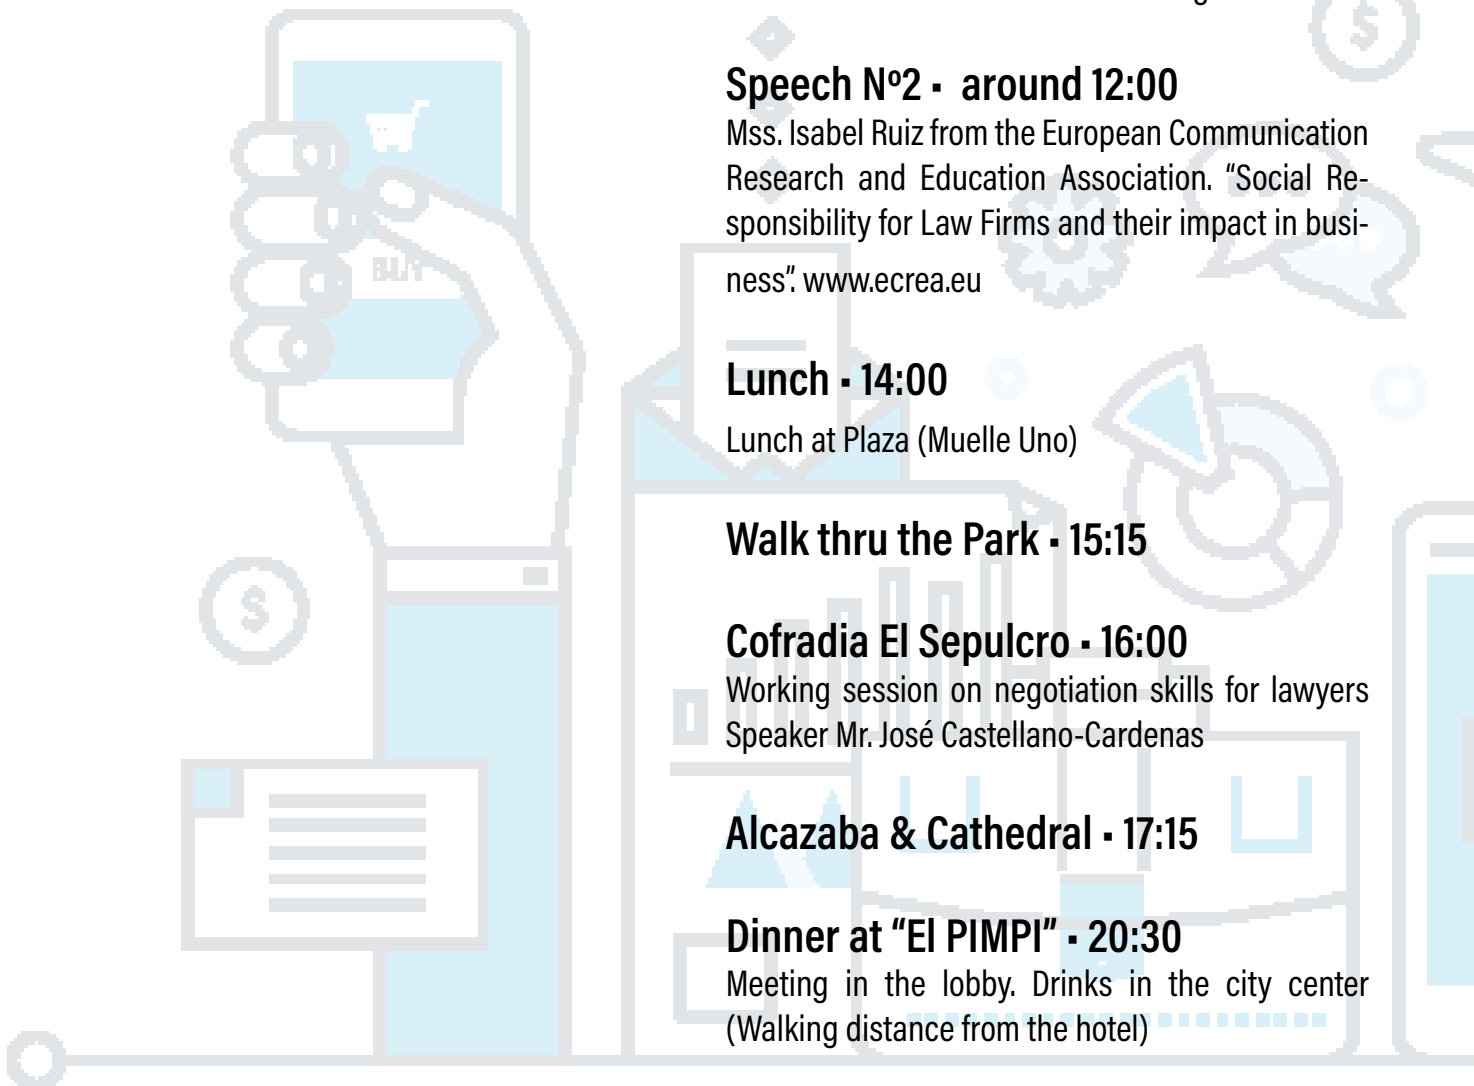 Speech Nº2 ▪ around 12:00
Mss. Isabel Ruiz from the European Communication
Research and Education Association. “Social Re-
sponsibility for Law Firms and their impact in busi-
ness”. www.ecrea.eu
Lunch ▪ 14:00
Lunch at Plaza (Muelle Uno)
Walk thru the Park ▪ 15:15
Cofradia El Sepulcro ▪ 16:00
Working session on negotiation skills for lawyers
Speaker Mr. José Castellano-Cardenas
Alcazaba & Cathedral ▪ 17:15
Dinner at “El PIMPI” ▪ 20:30
Meeting in the lobby. Drinks in the city center
(Walking distance from the hotel)
BUY
$
$